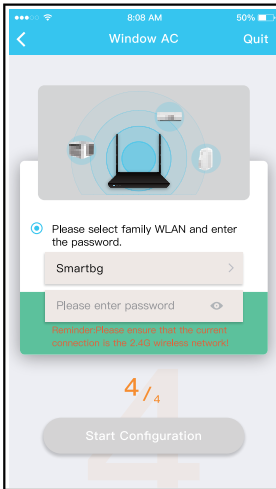 8:08 AM
50%
Window AC
Quit
Please select family WLAN and enter
the password.
Smartbg
Please enter password
Reminder:Please ensure that the current
connection is the 2.4G wireless network!
4/4
Start Configuration
4